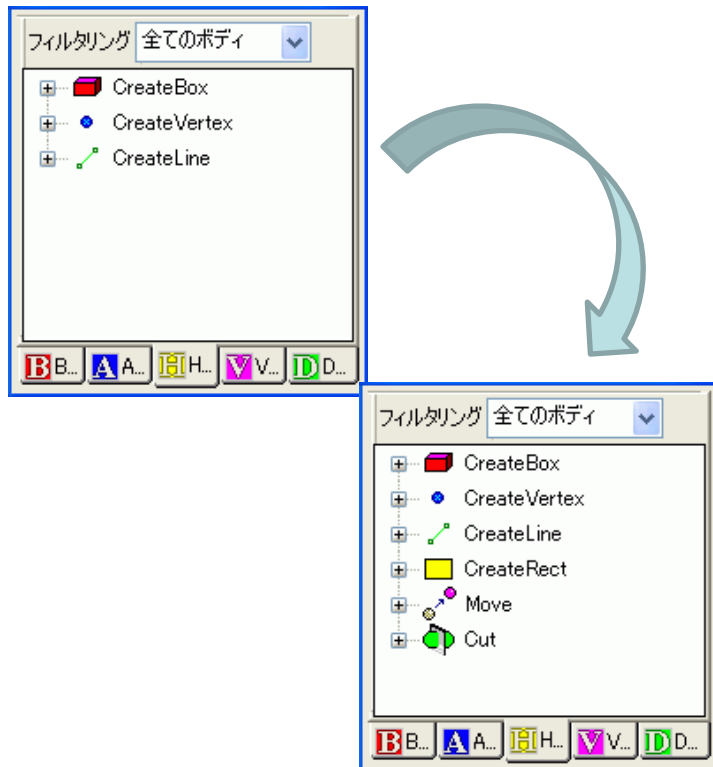 フィルタリング 全てのボディ
CreateBox
CreateVertex
CreateLine
B B... A A... H H... V V... D D...
フィルタリング 全てのボディ
CreateBox
CreateVertex
CreateLine
CreateRect
Move
Cut
B B... A A... H H... V V... D D...